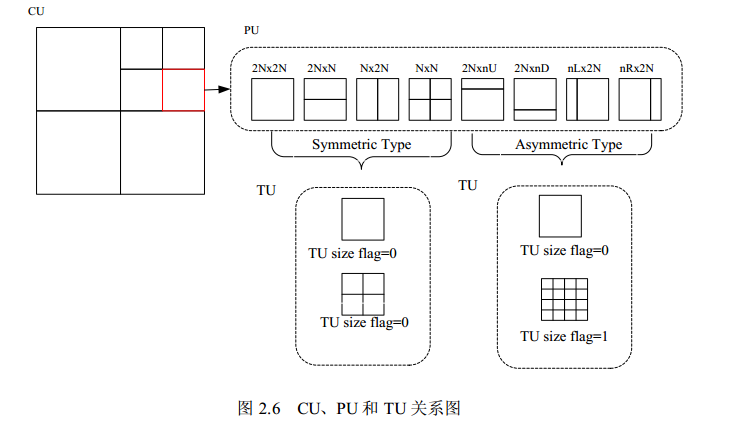 CU
PU
2Nx2N 2NxN Nx2N NxN 2NxnU 2NxnD nLx2N nRx2N
Symmetric Type Asymmetric Type
TU TU
TU size flag=0 TU size flag=0
TU size flag=0 TU size flag=1
图 2.6 CU、PU 和 TU 关系图